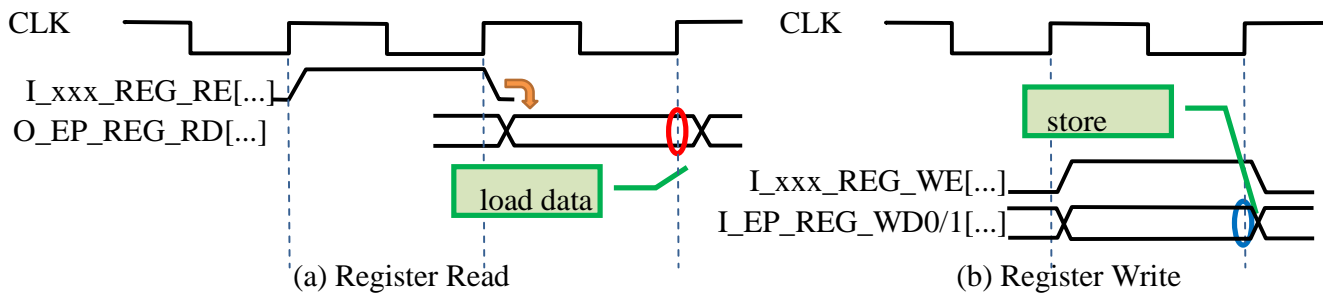 CLK
I_xxx_REG_RE[...]
O_EP_REG_RD[...]
load data
(a) Register Read
CLK
store
I_xxx_REG_WE[...]
I_EP_REG_WD0/1[...]
(b) Register Write